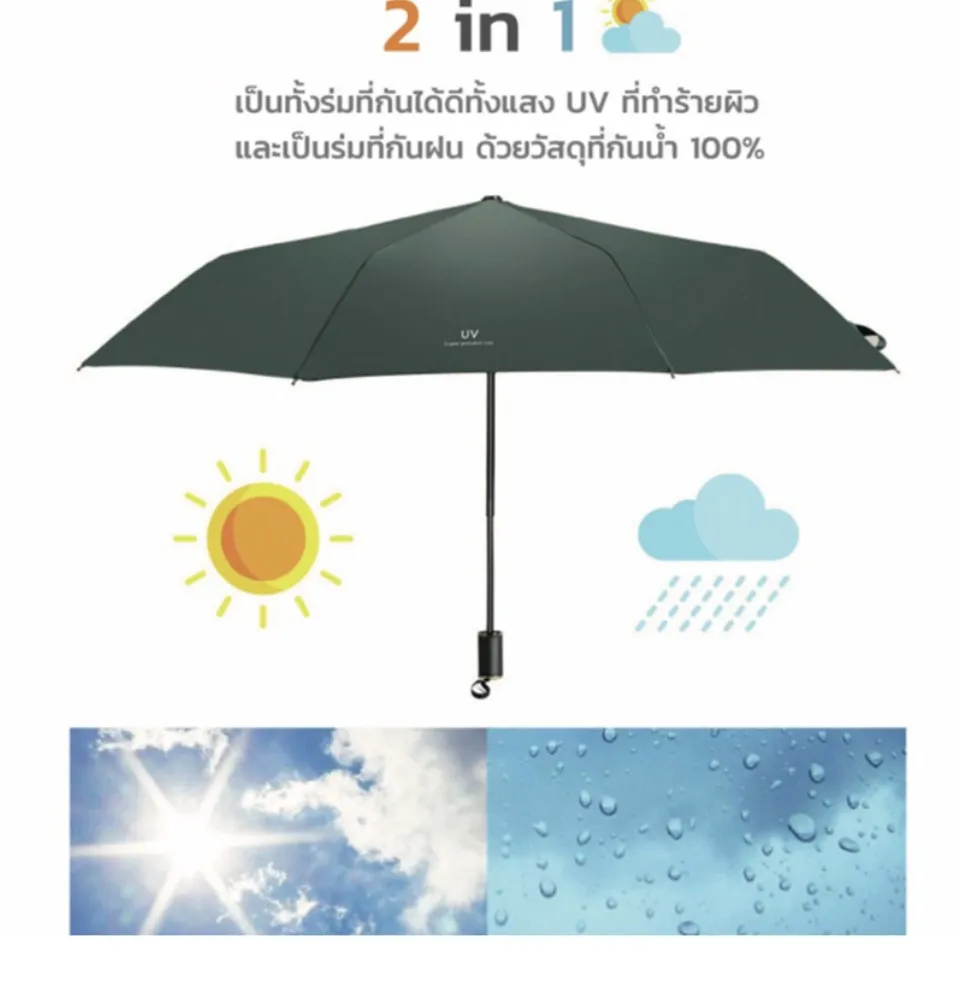 2 in 1
เป็นทั้งร่มที่กันได้ดีทั้งแสง UV ที่ทำร้ายผิว
และเป็นร่มที่กันฝน ด้วยวัสดุที่กันน้ำ 100%
UV